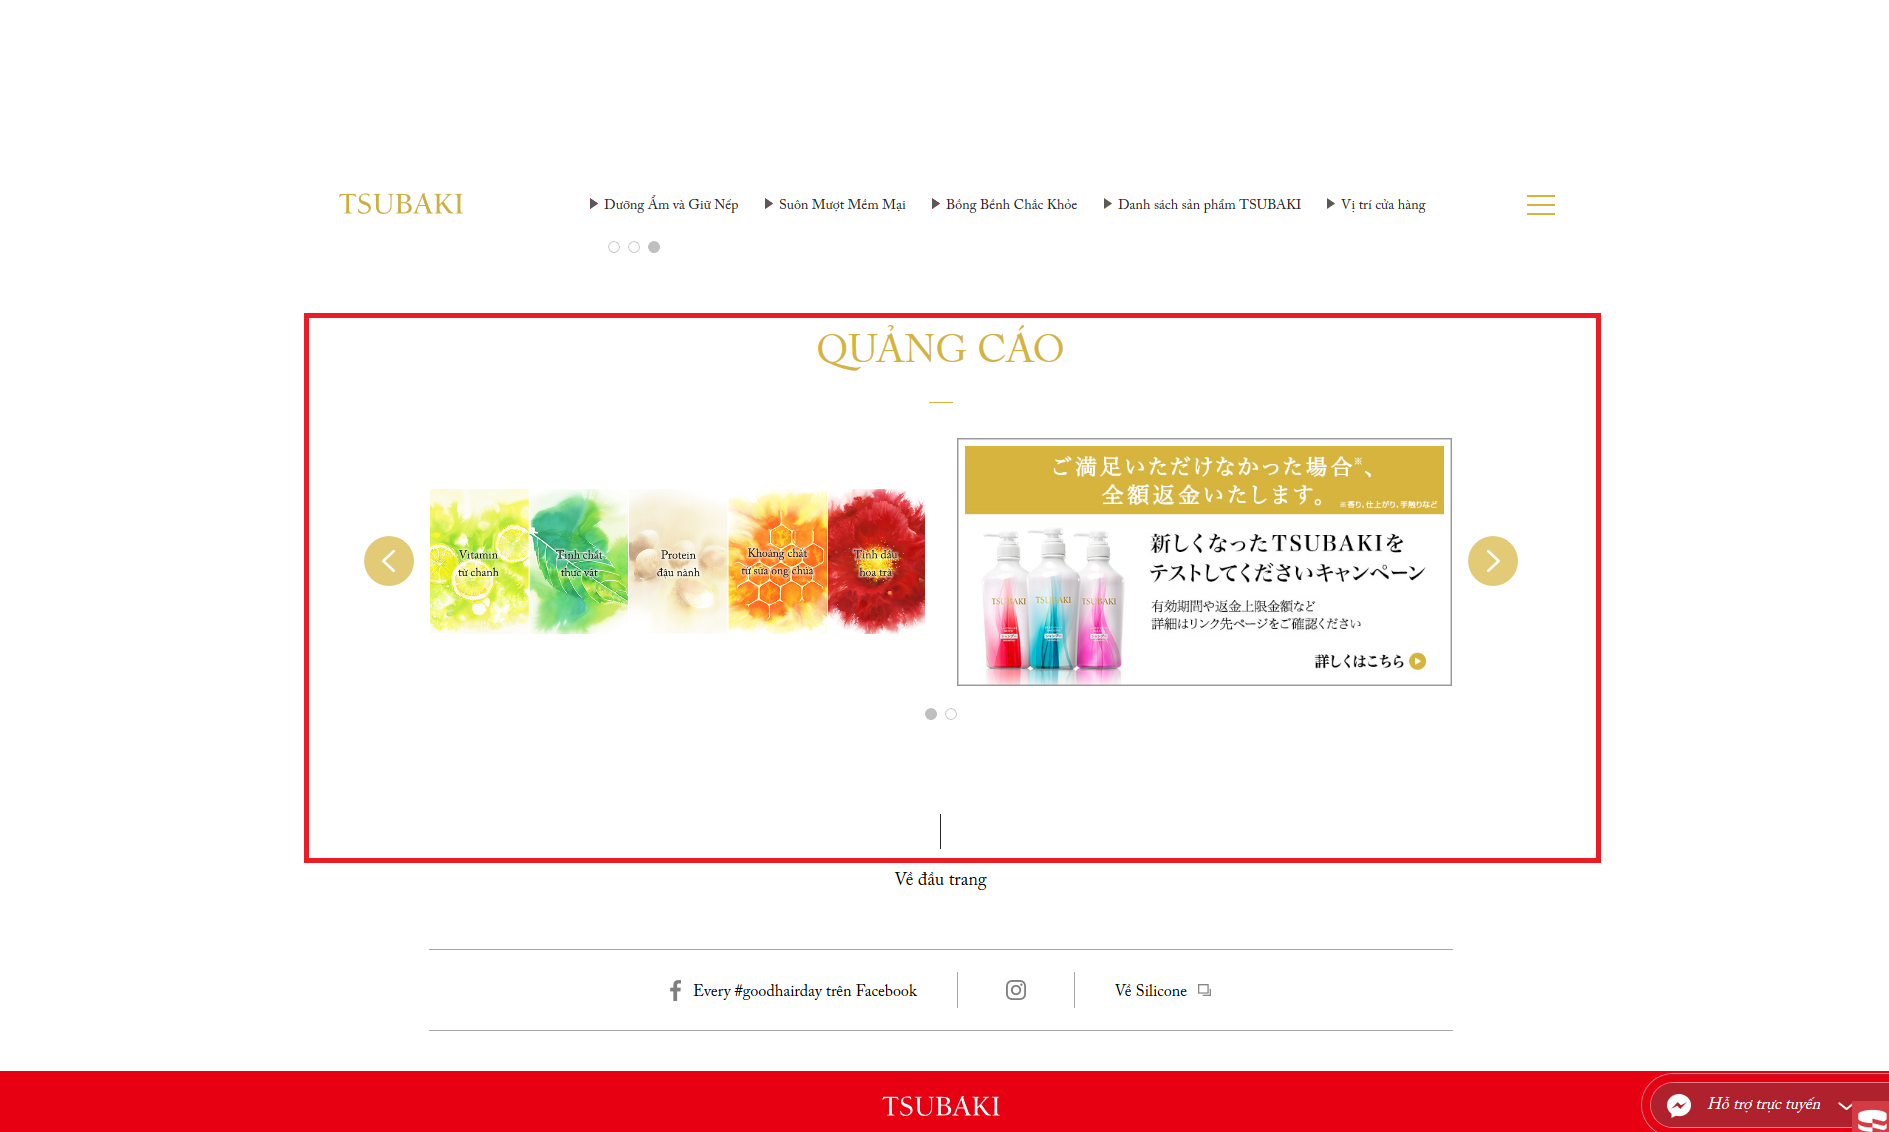 TSUBAKI
Dưỡng Ẩm và Giữ Nếp
Suôn Mượt Mềm Mại
Bồng Bềnh Chắc Khỏe
Danh sách sản phẩm TSUBAKI
Vị trí cửa hàng
QUẢNG CÁO
Vitamin
từ chanh
Tinh chất
thực vật
Protein
đậu nành
Khoáng chất
từ sữa ong chúa
Tinh dầu
hoa trà
ご満足いただけなかった場合※、
全額返金いたします。
※香り、仕上がり、手触りなど
新しくなったTSUBAKIを
テストしてくださいキャンペーン
有効期間や返金上限金額など
詳細はリンク先ページをご確認ください
詳しくはこちら
TSUBAKI
TSUBAKI
TSUBAKI
Về đầu trang
Every #goodhairday trên Facebook
Về Silicone
TSUBAKI
Hỗ trợ trực tuyến